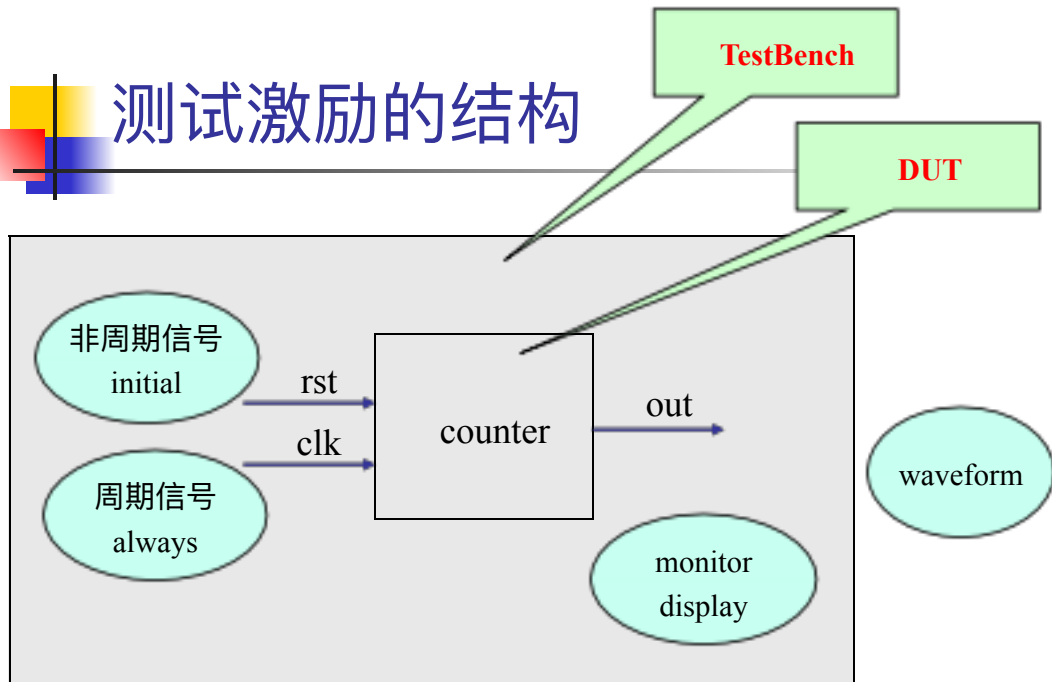 TestBench
测试激励的结构
DUT
非周期信号
initial
rst
clk
周期信号
always
counter
out
monitor
display
waveform